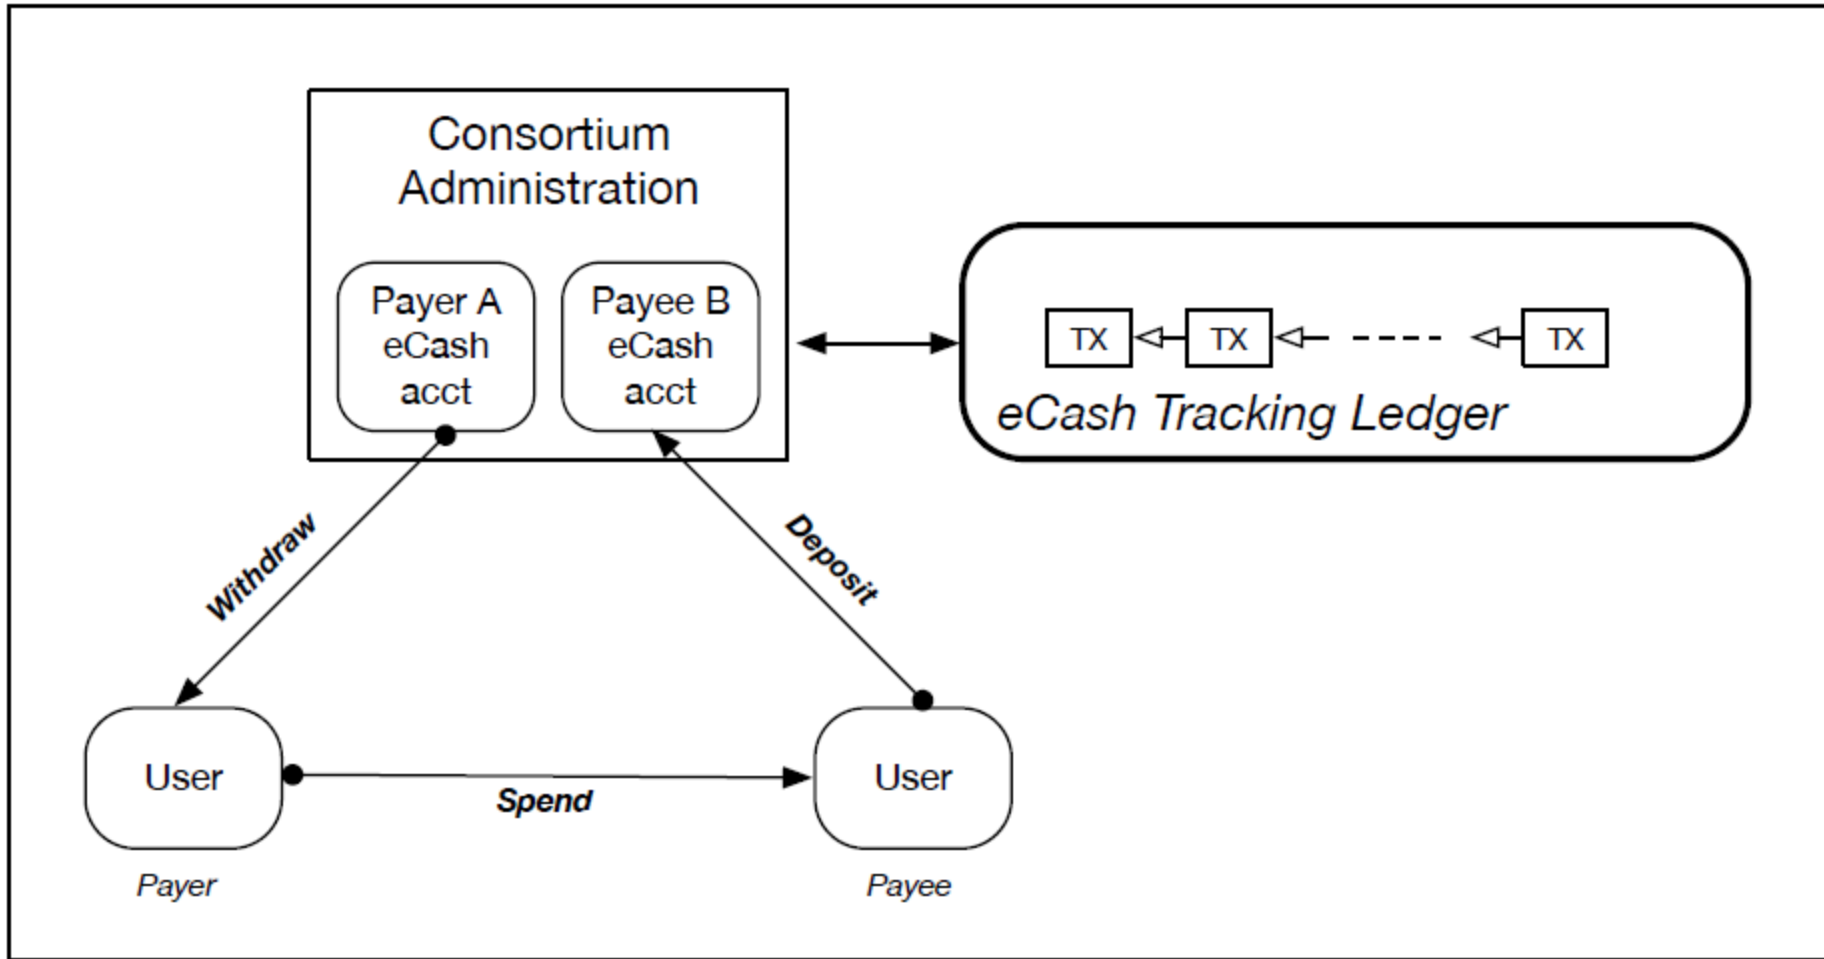 Consortium
Administration
Payer A
eCash
acct
Payee B
eCash
acct
TX
TX
TX
eCash Tracking Ledger
Withdraw
Deposit
User
Spend
User
Payer
Payee